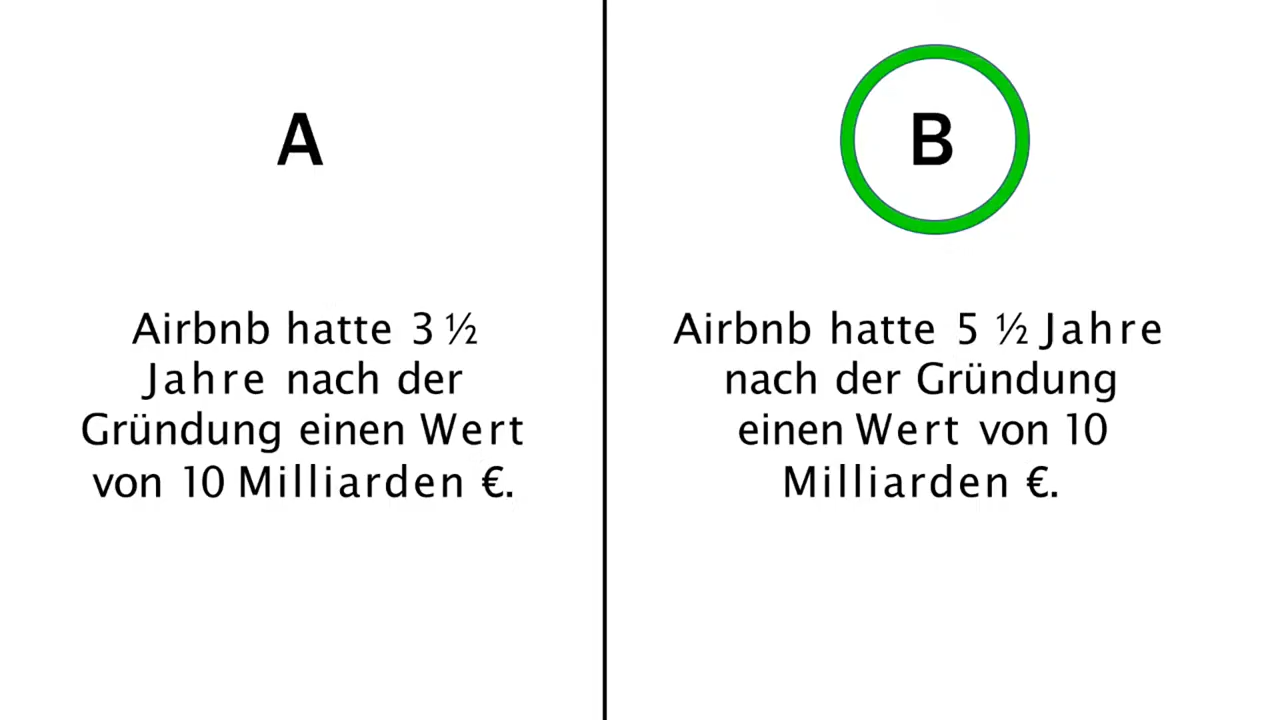 A
Airbnb hatte 3 ½
Jahre nach der
Gründung einen Wert
von 10 Milliarden €.
B
Airbnb hatte 5 ½ Jahre
nach der Gründung
einen Wert von 10
Milliarden €.